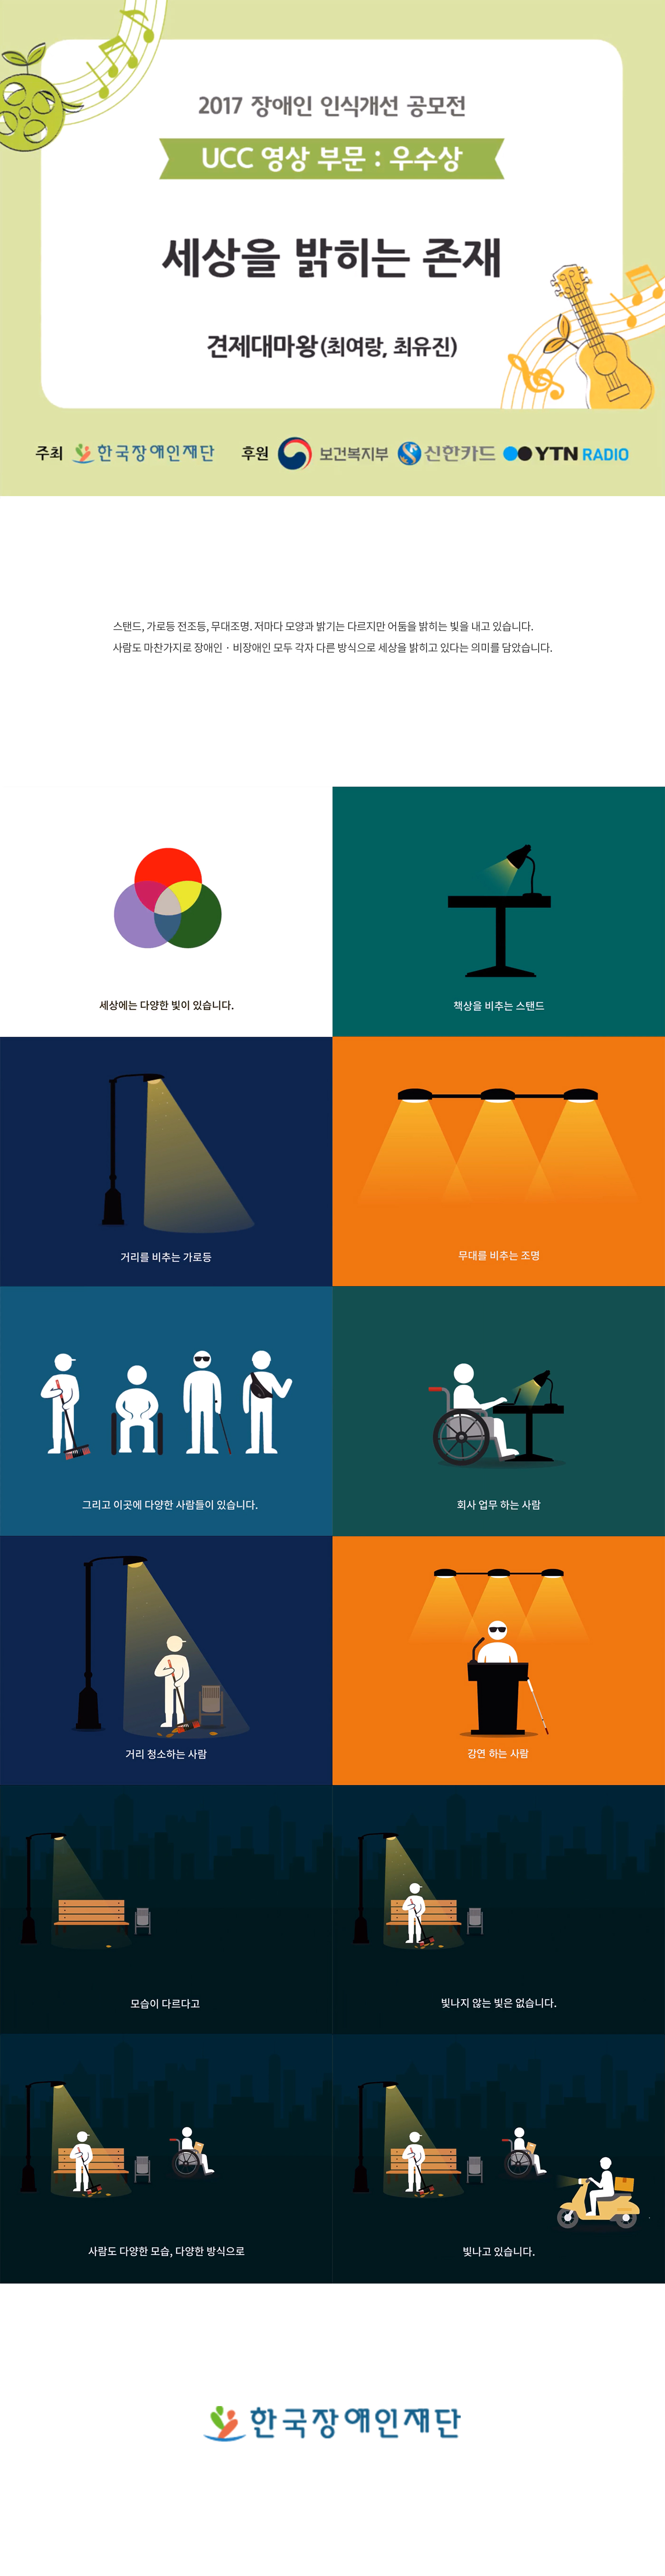 2017 장애인 인식개선 공모전
UCC 영상 부문 : 우수상
세상을 밝히는 존재
견제대마왕(최여랑, 최유진)
주최 한국장애인재단 후원 보건복지부 신한카드 YTN RADIO
스탠드, 가로등 전조등, 무대조명. 저마다 모양과 밝기는 다르지만 어둠을 밝히는 빛을 내고 있습니다.
사람도 마찬가지로 장애인 · 비장애인 모두 각자 다른 방식으로 세상을 밝히고 있다는 의미를 담았습니다.
세상에는 다양한 빛이 있습니다.
책상을 비추는 스탠드
거리를 비추는 가로등
무대를 비추는 조명
그리고 이곳에 다양한 사람들이 있습니다.
회사 업무 하는 사람
거리 청소하는 사람
강연 하는 사람
모습이 다르다고
빛나지 않는 빛은 없습니다.
사람도 다양한 모습, 다양한 방식으로
빛나고 있습니다.
한국장애인재단